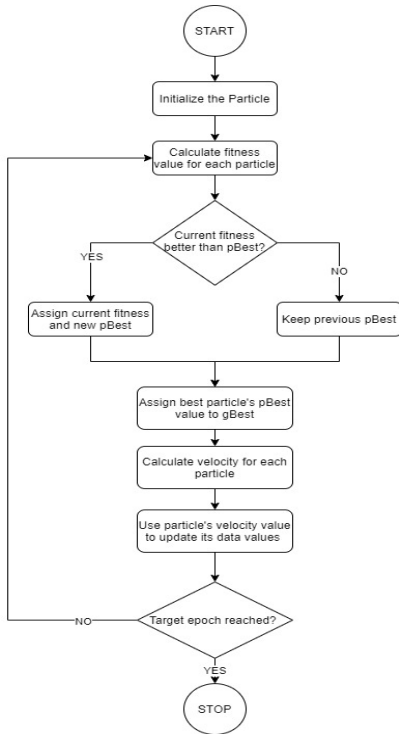 START
Initialize the Particle
Calculate fitness
value for each particle
Current fitness
better than pBest?
YES
NO
Assign current fitness
and new pBest
Keep previous pBest
Assign best particle's pBest
value to gBest
Calculate velocity for each
particle
Use particle's velocity value
to update its data values
Target epoch reached?
NO
YES
STOP